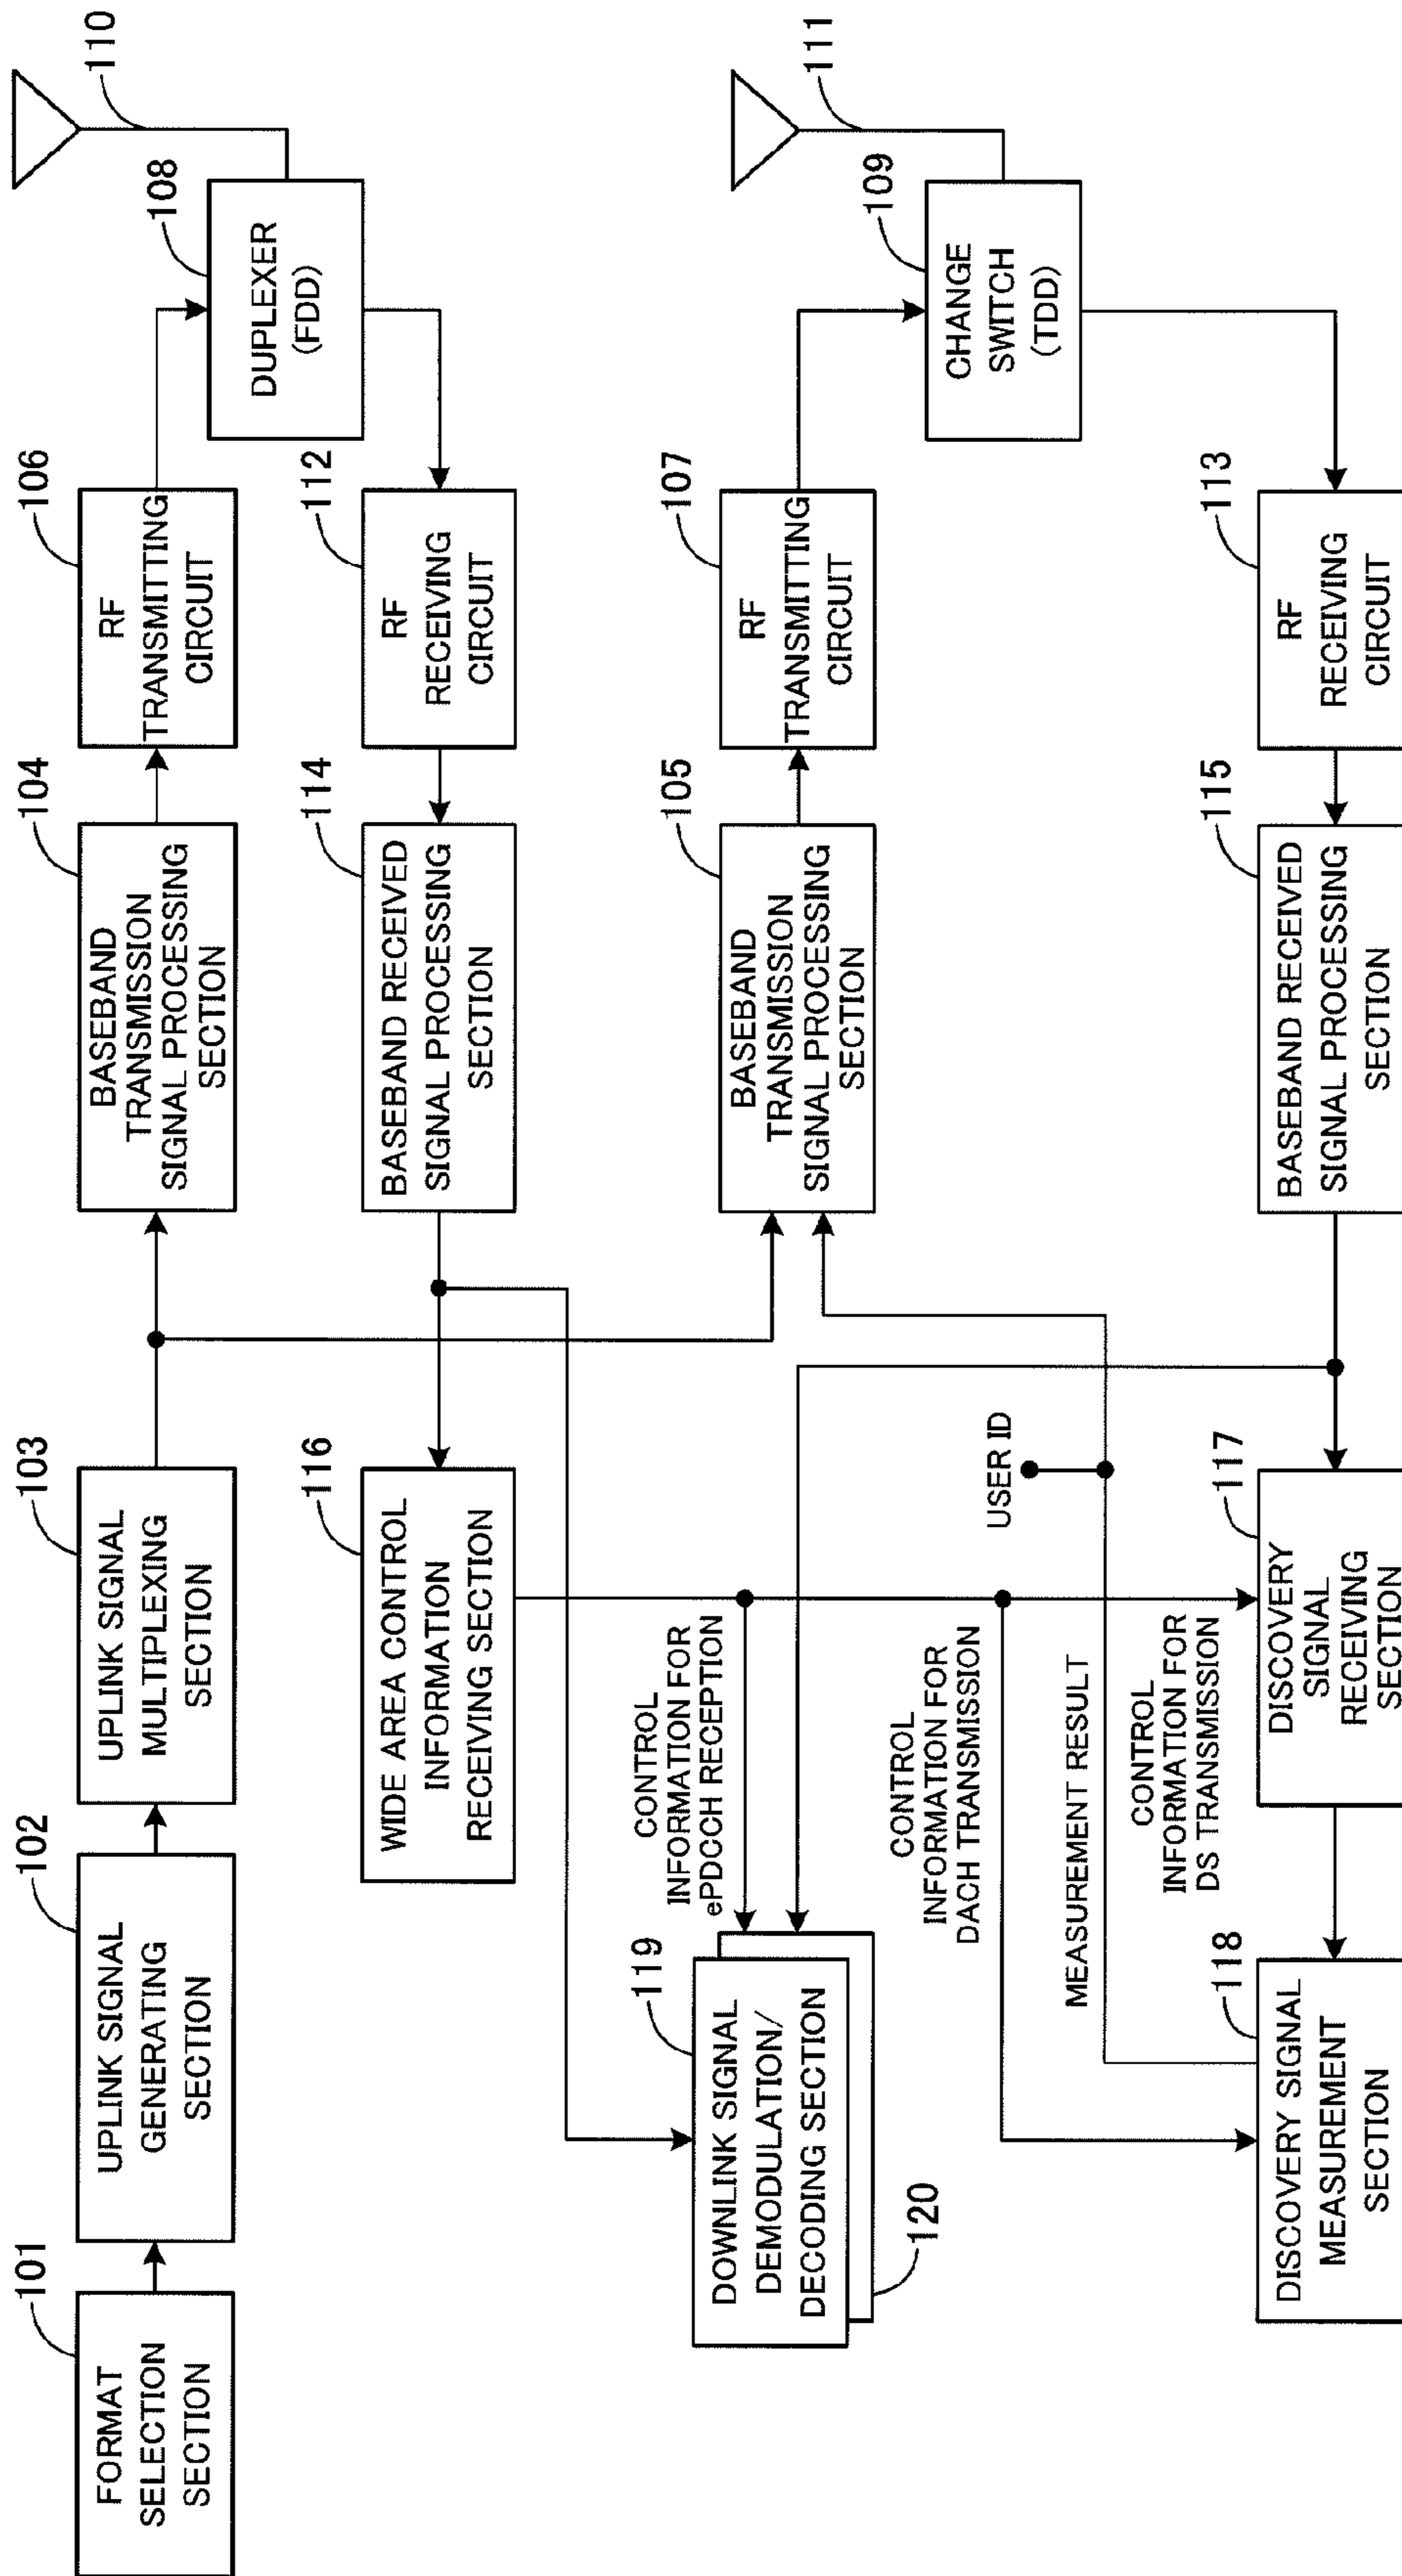 101
FORMAT
SELECTION
SECTION
102
UPLINK SIGNAL
GENERATING
SECTION
103
UPLINK SIGNAL
MULTIPLEXING
SECTION
104
BASEBAND
TRANSMISSION
SIGNAL PROCESSING
SECTION
106
RF
TRANSMITTING
CIRCUIT
108
DUPLEXER
(FDD)
110
116
WIDE AREA CONTROL
INFORMATION
RECEIVING SECTION
114
BASEBAND RECEIVED
SIGNAL PROCESSING
SECTION
112
RF
RECEIVING
CIRCUIT
119
DOWNLINK SIGNAL
DEMODULATION/
DECODING SECTION
120
CONTROL
INFORMATION FOR
ePDCCH RECEPTION
105
BASEBAND
TRANSMISSION
SIGNAL PROCESSING
SECTION
107
RF
TRANSMITTING
CIRCUIT
109
CHANGE
SWITCH
(TDD)
111
CONTROL
INFORMATION FOR
DACH TRANSMISSION
USER ID
MEASUREMENT RESULT
CONTROL
INFORMATION FOR
DS TRANSMISSION
118
DISCOVERY SIGNAL
MEASUREMENT
SECTION
117
DISCOVERY
SIGNAL
RECEIVING
SECTION
115
BASEBAND RECEIVED
SIGNAL PROCESSING
SECTION
113
RF
RECEIVING
CIRCUIT